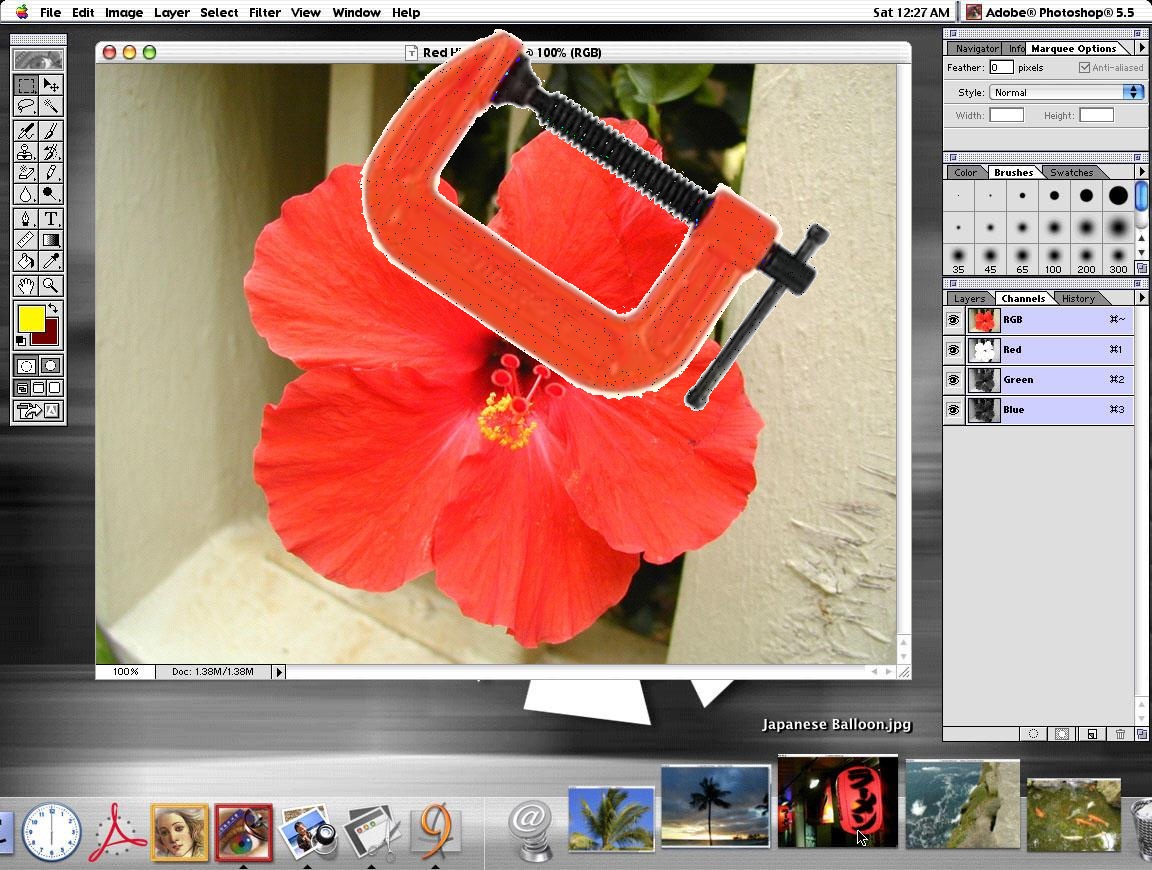 File Edit Image Layer Select Filter View Window Help
Sat 12:27 AM
Adobe® Photoshop® 5.5
Red Hi
@ 100% (RGB)
Navigator
Info
Marquee Options
Feather: 0 pixels
Anti-aliased
Style: Normal
Width:
Height:
Color
Brushes
Swatches
35 45 65 100 200 300
Layers
Channels
History
RGB ⌘~
Red ⌘1
Green ⌘2
Blue ⌘3
T
100%
Doc: 1.38M/1.38M
Japanese Balloon.jpg
ラーメン
@
9